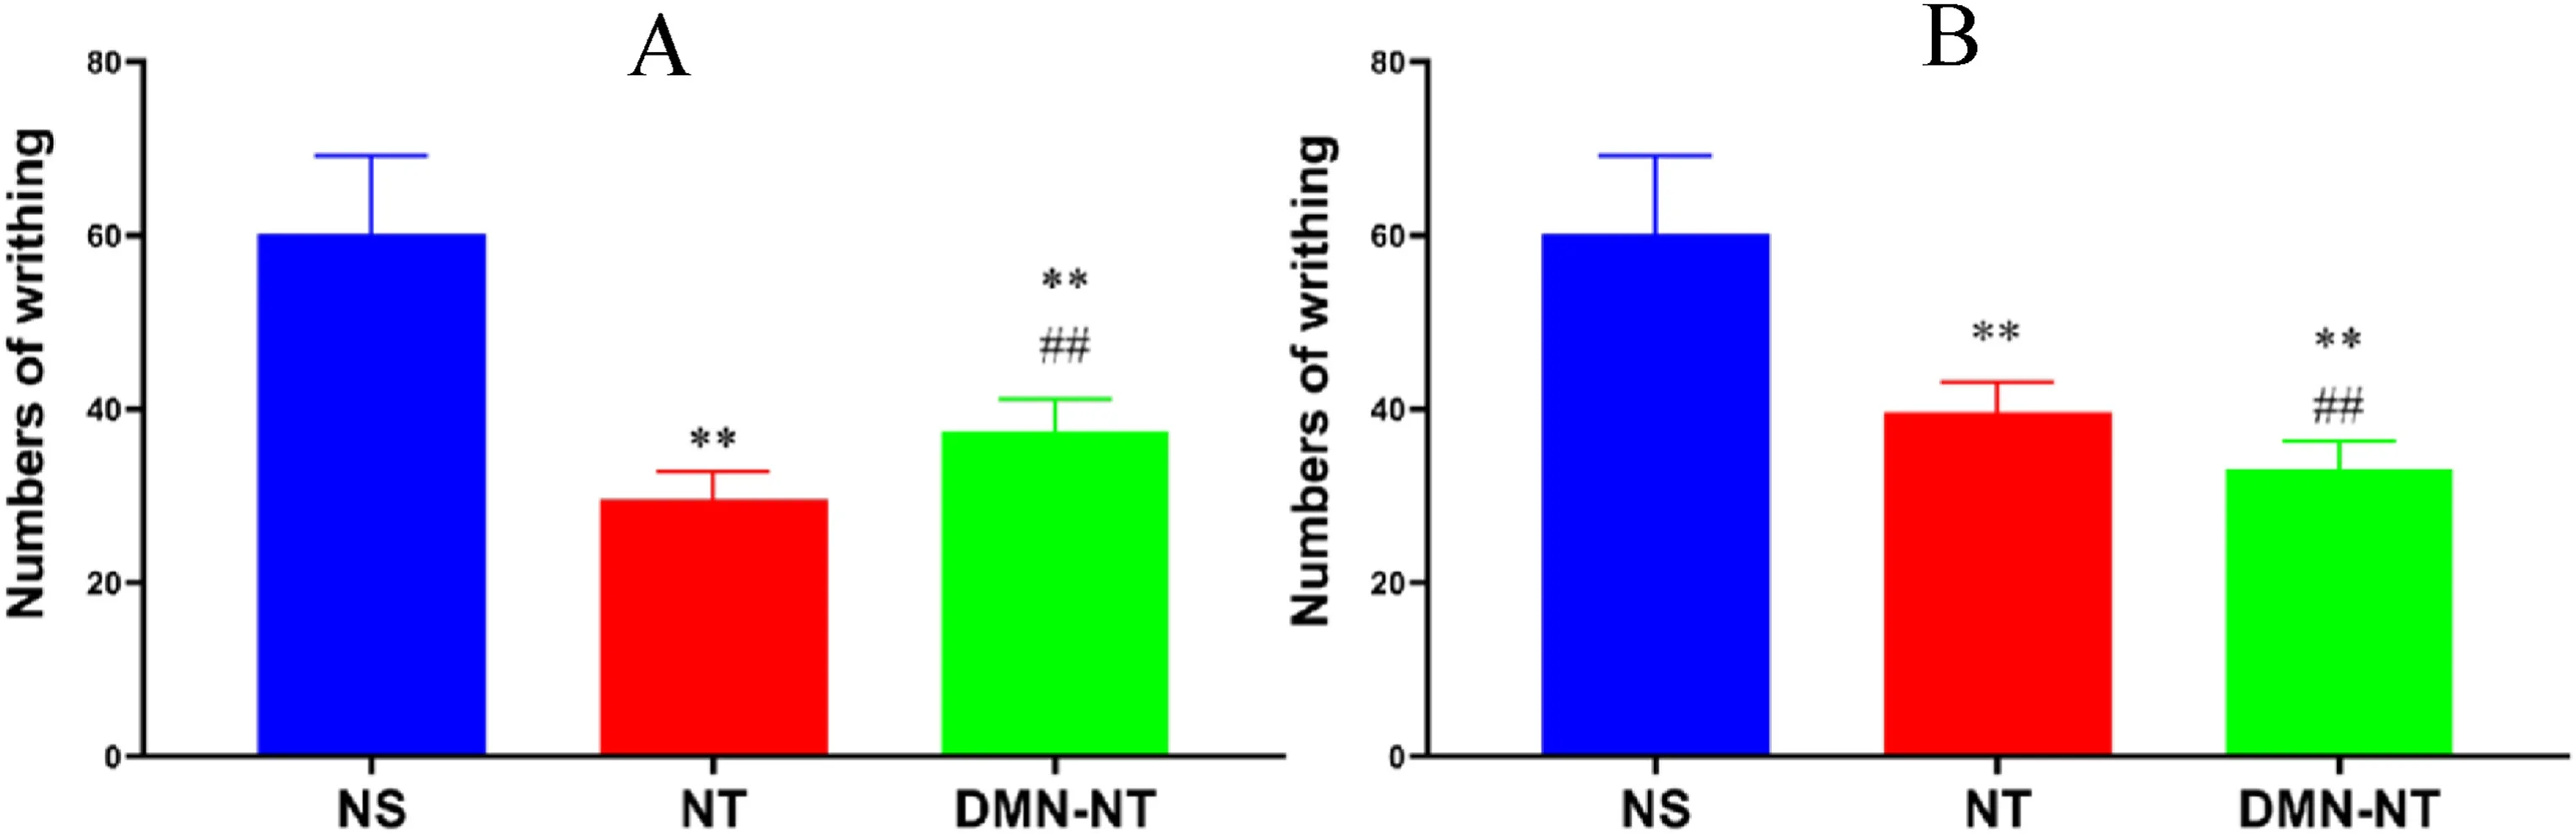 A
Numbers of writhing
80
60
40
20
0
**
**
##
NS NT DMN-NT
B
Numbers of writhing
80
60
40
20
0
**
**
##
NS NT DMN-NT